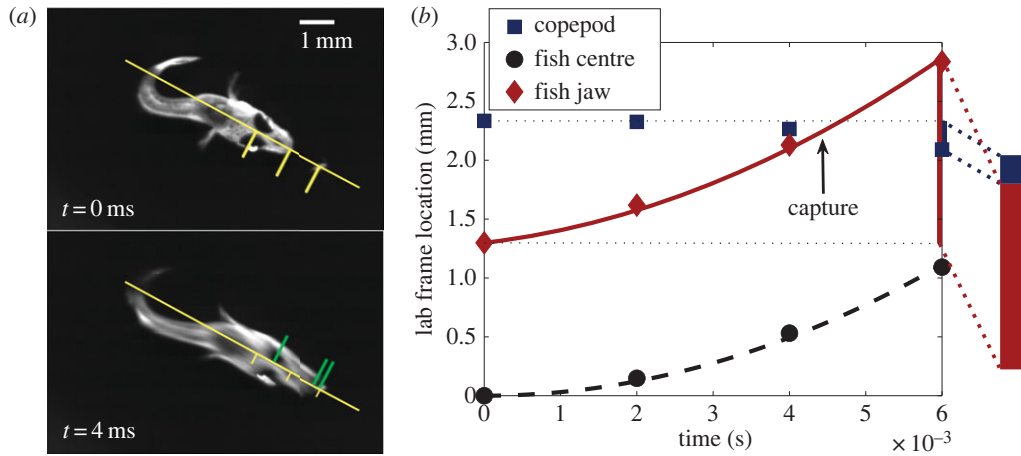 (a)
1 mm
t = 0 ms
t = 4 ms
(b)
copepod
fish centre
fish jaw
lab frame location (mm)
3.0
2.5
2.0
1.5
1.0
0.5
0
capture
0 1 2 3 4 5 6
time (s) × 10⁻³